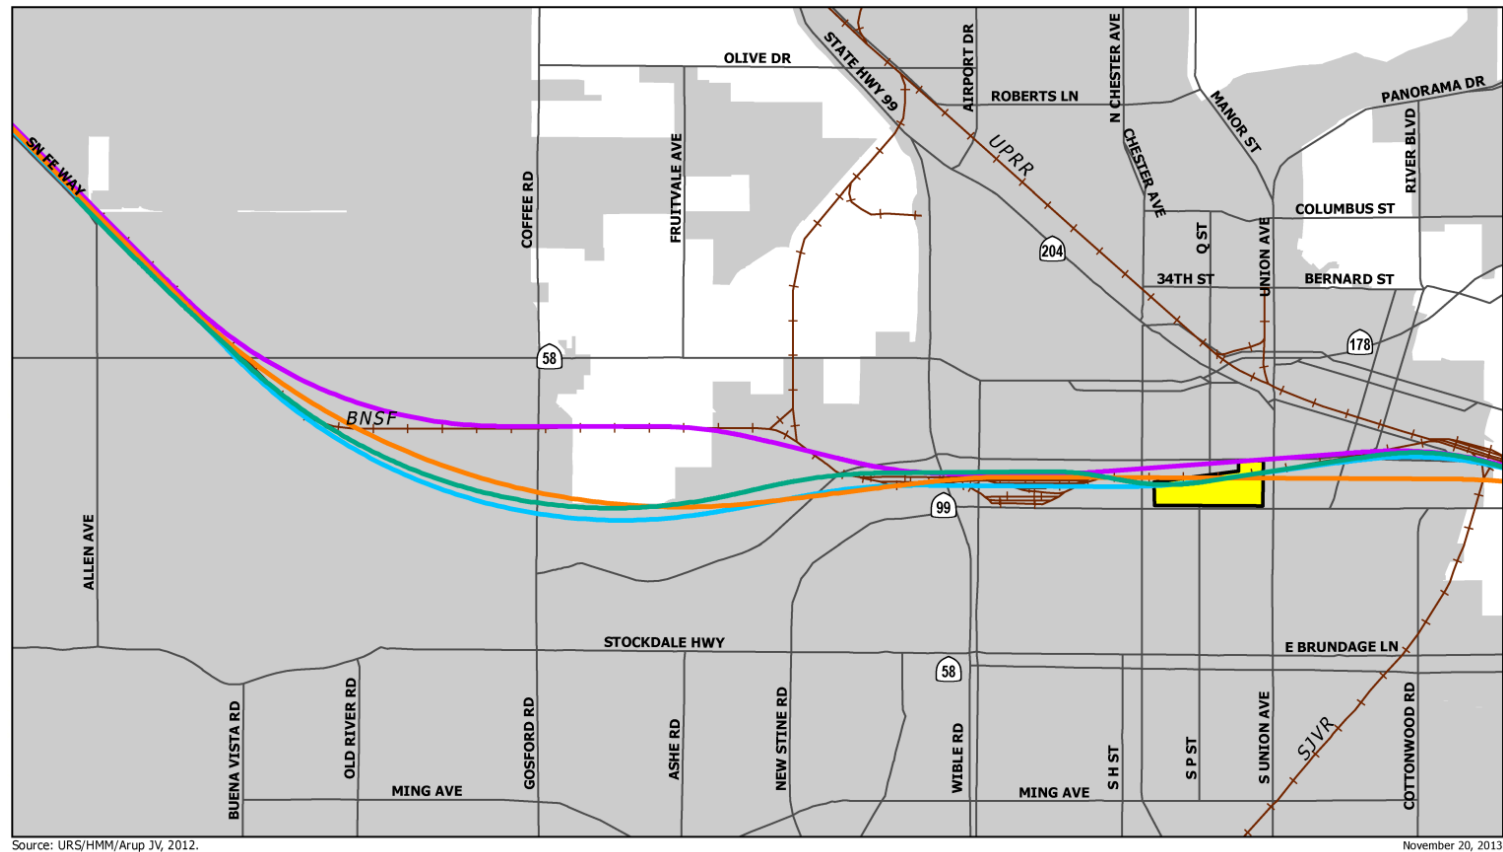 OLIVE DR
STATE HWY 99
AIRPORT DR
ROBERTS LN
N CHESTER AVE
MANOR ST
PANORAMA DR
RIVER BLVD
SN FE WAY
COFFEE RD
FRUITVALE AVE
UPRR
CHESTER AVE
COLUMBUS ST
Q ST
UNION AVE
204
34TH ST
BERNARD ST
58
178
BNSF
99
ALLEN AVE
STOCKDALE HWY
58
E BRUNDAGE LN
BUENA VISTA RD
OLD RIVER RD
GOSFORD RD
ASHE RD
NEW STINE RD
WIBLE RD
S H ST
S P ST
S UNION AVE
SJVR
COTTONWOOD RD
MING AVE
MING AVE
Source: URS/HMM/Arup JV, 2012.
November 20, 2013